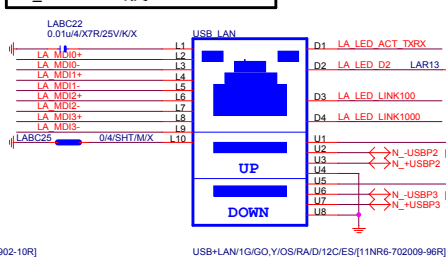 LABC22
0.01u/4/X7R/25V/K/X
USB_LAN
L1
L2
L3
L4
L5
L6
L7
L8
L9
L10
LA_MDI0+
LA_MDI0-
LA_MDI1+
LA_MDI1-
LA_MDI2+
LA_MDI2-
LA_MDI3+
LA_MDI3-
LABC25
0/4/SHT/M/X
D1 LA_LED_ACT_TXRX
D2 LA_LED_D2 LAR13
D3 LA_LED_LINK100
D4 LA_LED_LINK1000
U1
U2 N_-USBP2
U3 N_+USBP2
U4
U5
U6 N_-USBP3
U7 N_+USBP3
U8
UP
DOWN
902-10R]
USB+LAN/1G/GO,Y/OS/RA/D/12C/ES/[11NR6-702009-96R]